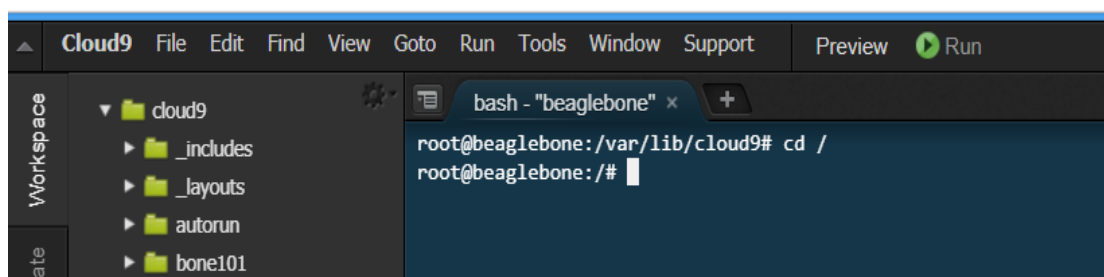 Cloud9 File Edit Find View Goto Run Tools Window Support Preview Run
Workspace
cloud9
_includes
_layouts
autorun
bone101
bash - "beaglebone" × +
root@beaglebone:/var/lib/cloud9# cd /
root@beaglebone:/#